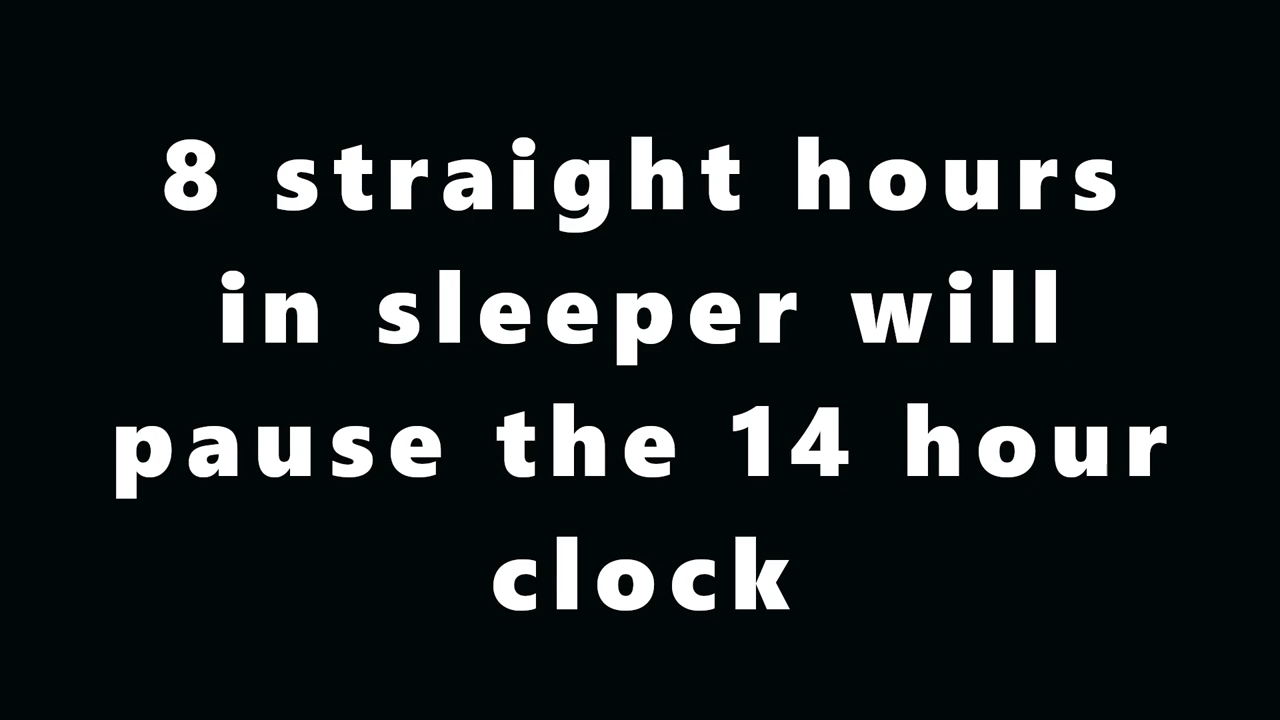 8 straight hours
in sleeper will
pause the 14 hour
clock